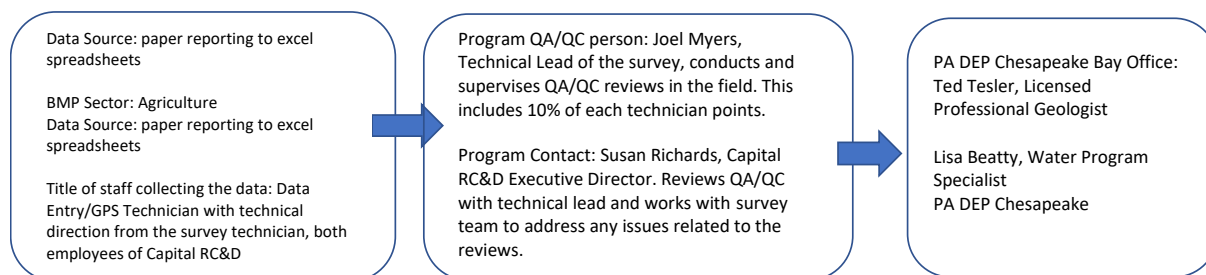 Data Source: paper reporting to excel
spreadsheets
BMP Sector: Agriculture
Data Source: paper reporting to excel
spreadsheets
Title of staff collecting the data: Data
Entry/GPS Technician with technical
direction from the survey technician, both
employees of Capital RC&D
Program QA/QC person: Joel Myers,
Technical Lead of the survey, conducts and
supervises QA/QC reviews in the field. This
includes 10% of each technician points.
Program Contact: Susan Richards, Capital
RC&D Executive Director. Reviews QA/QC
with technical lead and works with survey
team to address any issues related to the
reviews.
PA DEP Chesapeake Bay Office:
Ted Tesler, Licensed
Professional Geologist
Lisa Beatty, Water Program
Specialist
PA DEP Chesapeake